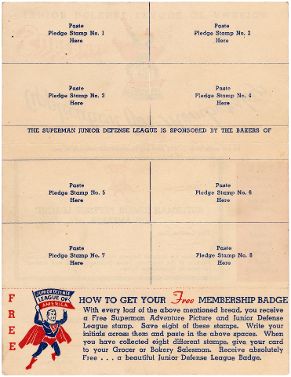 Paste Paste
Pledge Stamp No. 1 Pledge Stamp No. 2
Here Here
Paste Paste
Pledge Stamp No. 3 Pledge Stamp No. 4
Here Here
THE SUPERMAN JUNIOR DEFENSE LEAGUE IS SPONSORED BY THE BAKERS OF
Paste Paste
Pledge Stamp No. 5 Pledge Stamp No. 6
Here Here
Paste Paste
Pledge Stamp No. 7 Pledge Stamp No. 8
Here Here
FREE
JUNIOR DEFENSE
LEAGUE OF
AMERICA
HOW TO GET YOUR Free MEMBERSHIP BADGE
With every loaf of the above mentioned bread, you receive
a Free Superman Adventure Picture and Junior Defense
League stamp. Save eight of these stamps. Write your
initials across them and paste in the above spaces. When
you have collected eight different stamps, give your card
to your Grocer or Bakery Salesman. Receive absolutely
Free . . . a beautiful Junior Defense League Badge.